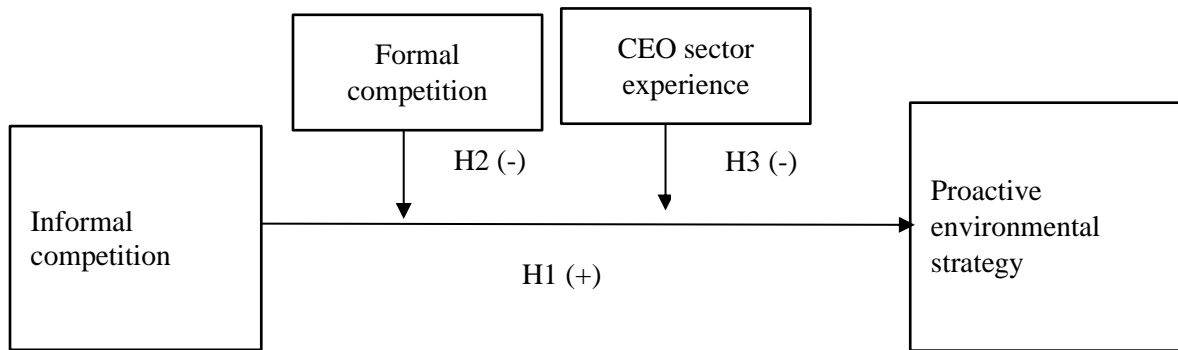 Formal
competition
CEO sector
experience
H2 (-)
H3 (-)
Informal
competition
Proactive
environmental
strategy
H1 (+)